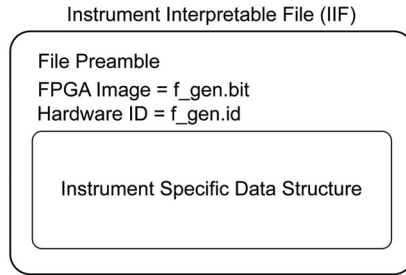 Instrument Interpretable File (IIF)
File Preamble
FPGA Image = f_gen.bit
Hardware ID = f_gen.id
Instrument Specific Data Structure